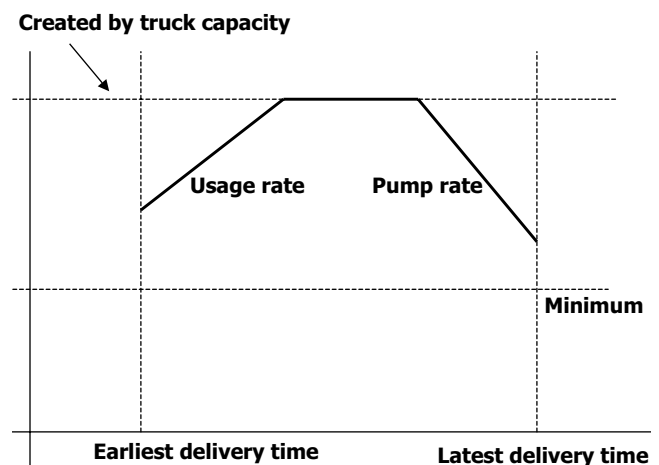 Created by truck capacity
Usage rate
Pump rate
Minimum
Earliest delivery time
Latest delivery time